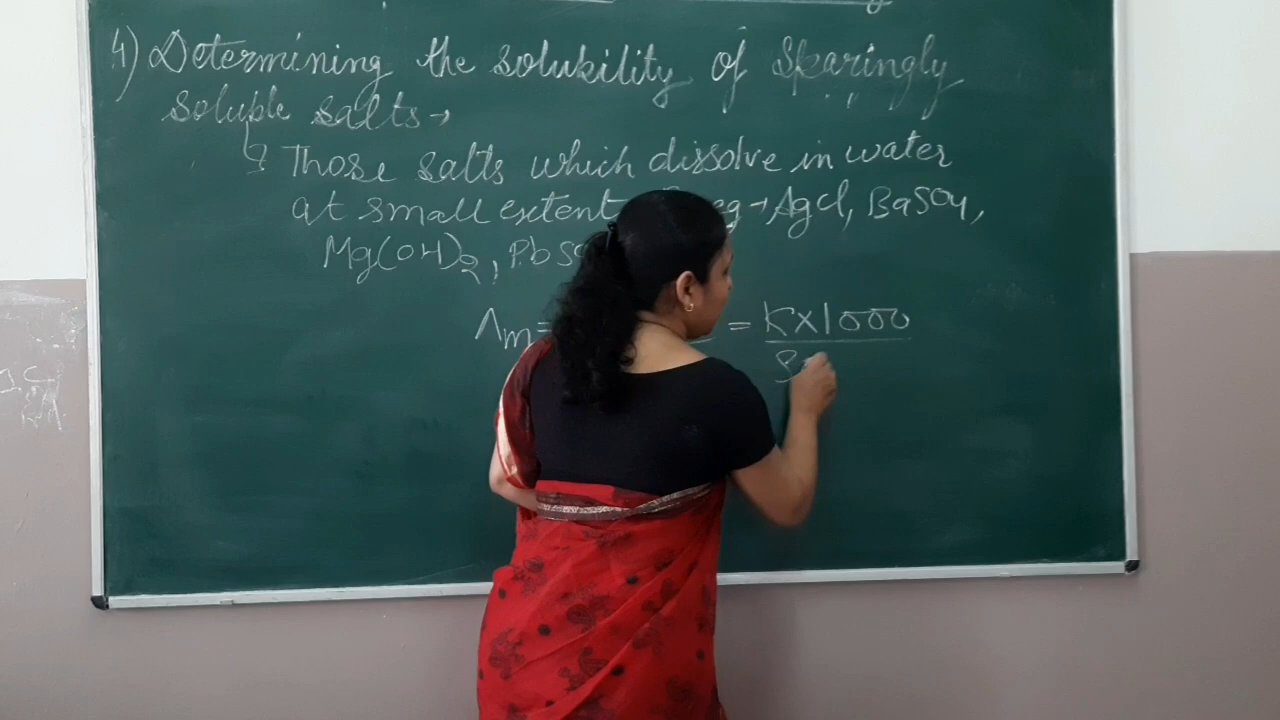 4) Determining the solubility of Sparingly
soluble salts →
Those salts which dissolve in water
at small extent eg → AgCl, BaSO4,
Mg(OH)2, PbSO
Λm = = K×1000
S